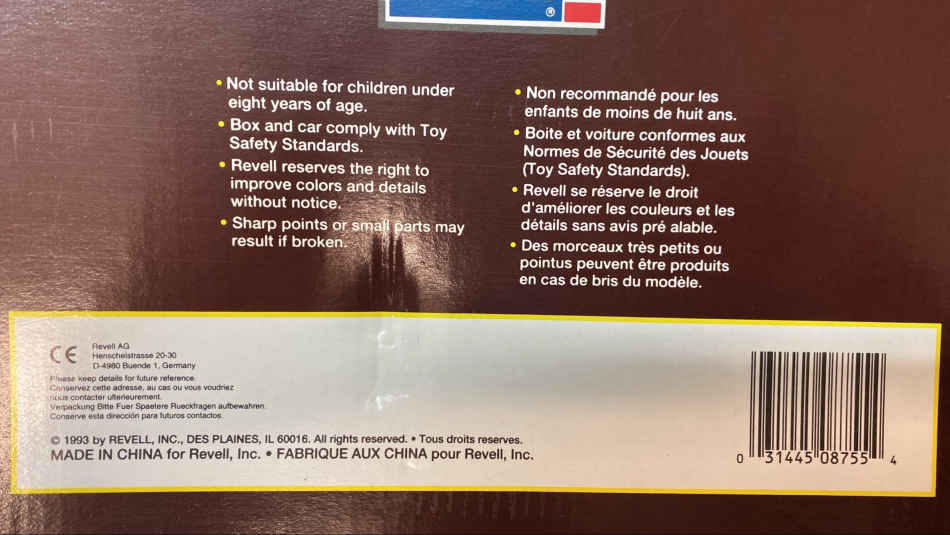 ®
• Not suitable for children under
eight years of age.
• Box and car comply with Toy
Safety Standards.
• Revell reserves the right to
improve colors and details
without notice.
• Sharp points or small parts may
result if broken.
• Non recommandé pour les
enfants de moins de huit ans.
• Boite et voiture conformes aux
Normes de Sécurité des Jouets
(Toy Safety Standards).
• Revell se réserve le droit
d'améliorer les couleurs et les
détails sans avis pré alable.
• Des morceaux très petits ou
pointus peuvent être produits
en cas de bris du modèle.
CE
Revell AG
Henschelstrasse 20-30
D-4980 Buende 1, Germany
Please keep details for future reference.
Conservez cette adresse, au cas ou vous voudriez
nous contacter ulterieurement.
Verpackung Bitte Fuer Spaetere Rueckfragen aufbewahren.
Conserve esta dirección para futuros contactos.
© 1993 by REVELL, INC., DES PLAINES, IL 60016. All rights reserved. • Tous droits reserves.
MADE IN CHINA for Revell, Inc. • FABRIQUE AUX CHINA pour Revell, Inc.
0 31445 08755 4